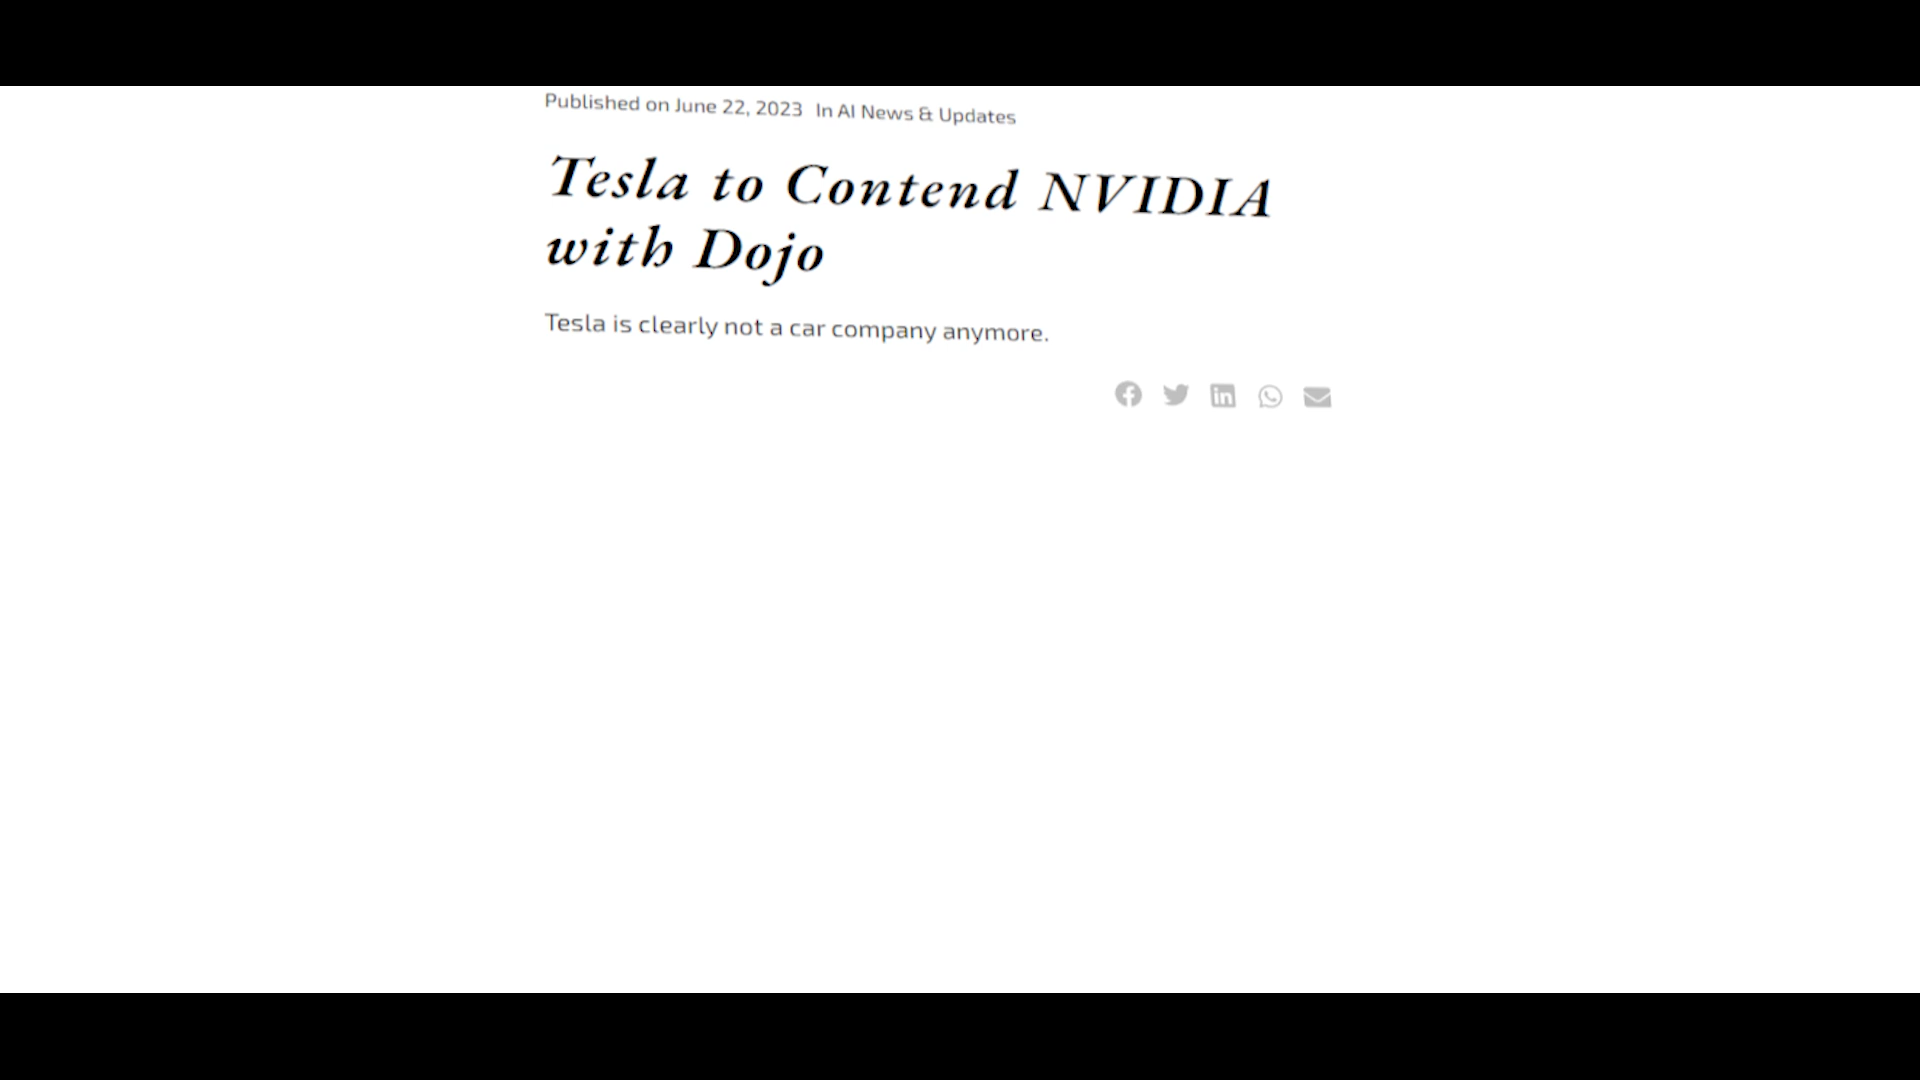 Published on June 22, 2023 In AI News & Updates
Tesla to Contend NVIDIA
with Dojo
Tesla is clearly not a car company anymore.